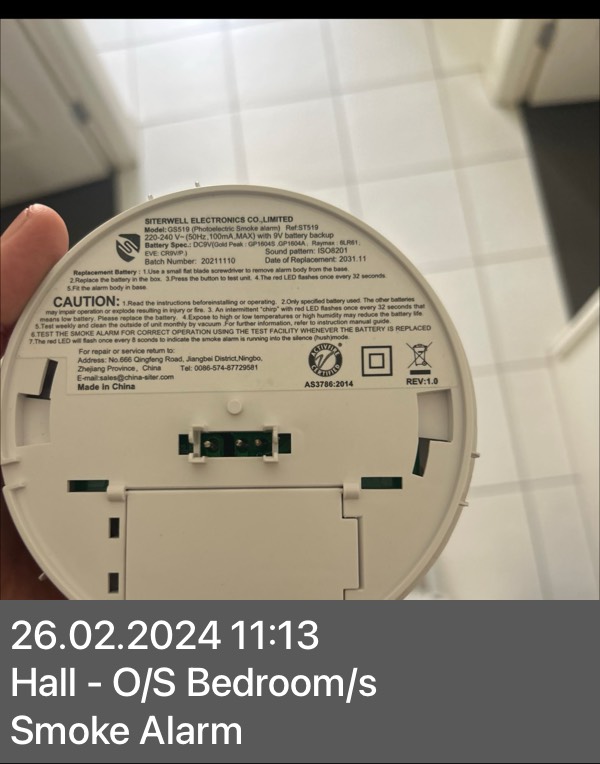 SITERWELL ELECTRONICS CO.,LIMITED
Model:GS519 (Photoelectric Smoke alarm) Ref:ST519
220-240 V~(50Hz,100mA,MAX) with 9V battery backup
Battery Spec.: DC9V(Gold Peak : GP1604S ,GP1604A , Raymax : 6LR61,
EVE: CR9V/P.) Sound pattern: ISO8201
Batch Number: 20211110 Date of Replacement: 2031.11
Replacement Battery : 1.Use a small flat blade screwdriver to remove alarm body from the base.
2.Replace the battery in the box. 3.Press the button to test unit. 4.The red LED flashes once every 32 seconds.
5.Fit the alarm body in base.
CAUTION: 1.Read the instructions beforeinstalling or operating. 2.Only specified battery used. The other batteries
may impair operation or explode resulting in injury or fire. 3. An intermittent "chirp" with red LED flashes once every 32 seconds that
means low battery. Please replace the battery. 4.Expose to high or low temperatures or high humidity may reduce the battery life.
5.Test weekly and clean the outside of unit monthly by vacuum .For further information, refer to instruction manual guide.
6.TEST THE SMOKE ALARM FOR CORRECT OPERATION USING THE TEST FACILITY WHENEVER THE BATTERY IS REPLACED
7.The red LED will flash once every 8 sconds to indicate the smoke alarm is running into the silence (hush)mode.
For repair or service return to:
Address: No.666 Qingfeng Road, Jiangbei District,Ningbo,
Zhejiang Province, China Tel: 0086-574-87729581
E-mail:sales@china-siter.com
Made in China
ACTIVFIRE
CERTIFIED
AS3786:2014
REV:1.0
26.02.2024 11:13
Hall - O/S Bedroom/s
Smoke Alarm